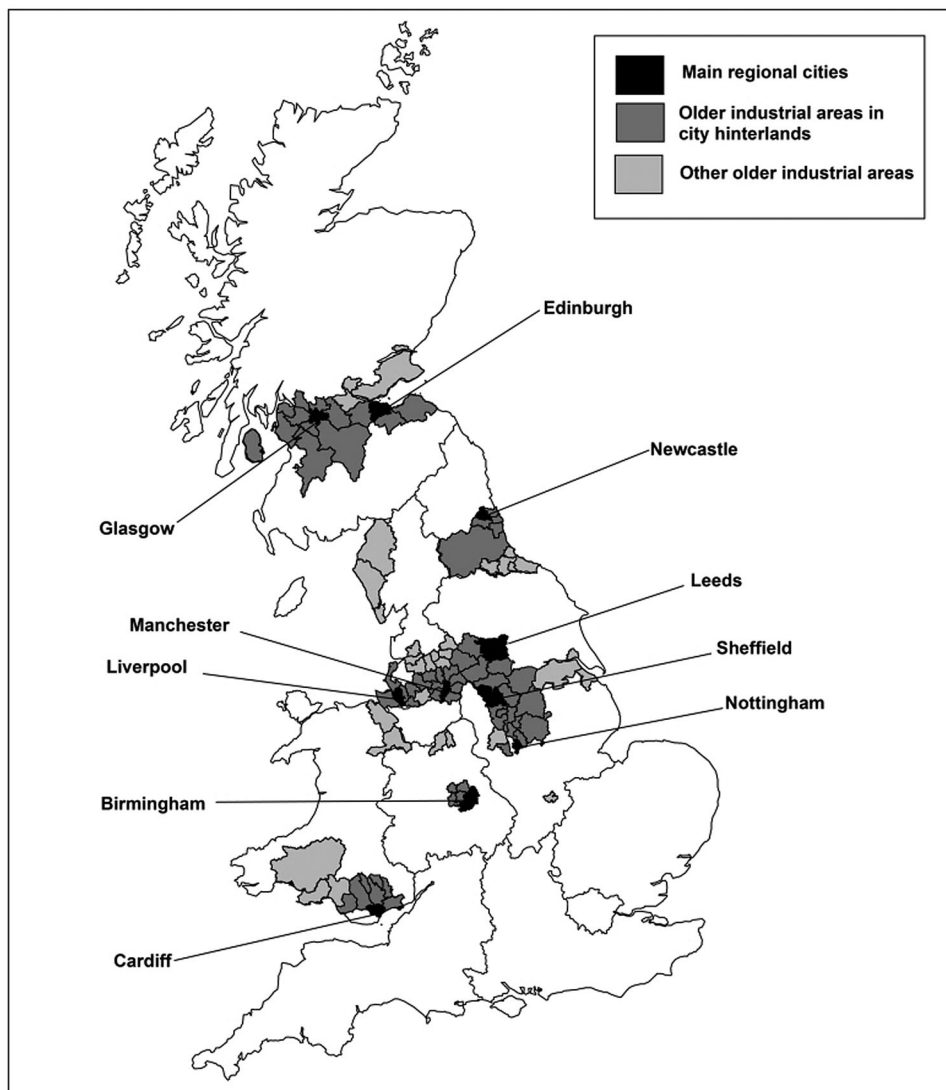 Main regional cities
Older industrial areas in
city hinterlands
Other older industrial areas
Edinburgh
Newcastle
Glasgow
Leeds
Manchester
Sheffield
Liverpool
Nottingham
Birmingham
Cardiff